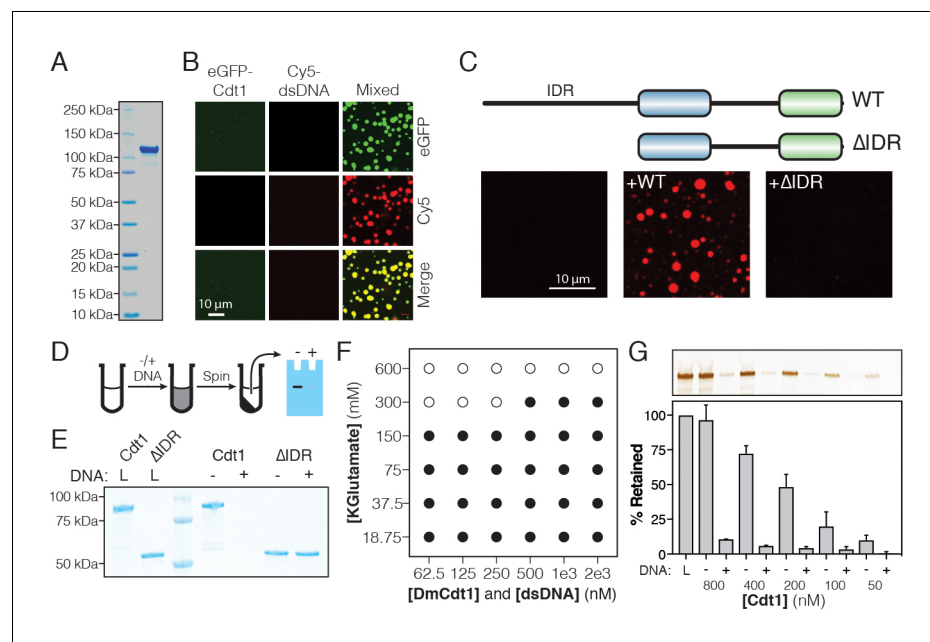 A
250 kDa
150 kDa
100 kDa
75 kDa
50 kDa
37 kDa
25 kDa
20 kDa
15 kDa
10 kDa
B
eGFP-
Cdt1
Cy5-
dsDNA
Mixed
eGFP
Cy5
Merge
10 µm
C
IDR
WT
ΔIDR
+WT
+ΔIDR
10 µm
D
-/+
DNA
Spin
- +
E
Cdt1
ΔIDR
Cdt1
ΔIDR
DNA: L L - + - +
100 kDa
75 kDa
50 kDa
F
[KGlutamate] (mM)
600
300
150
75
37.5
18.75
62.5 125 250 500 1e3 2e3
[DmCdt1] and [dsDNA] (nM)
G
% Retained
100
75
50
25
0
DNA: L - + - + - + - + - +
800 400 200 100 50
[Cdt1] (nM)